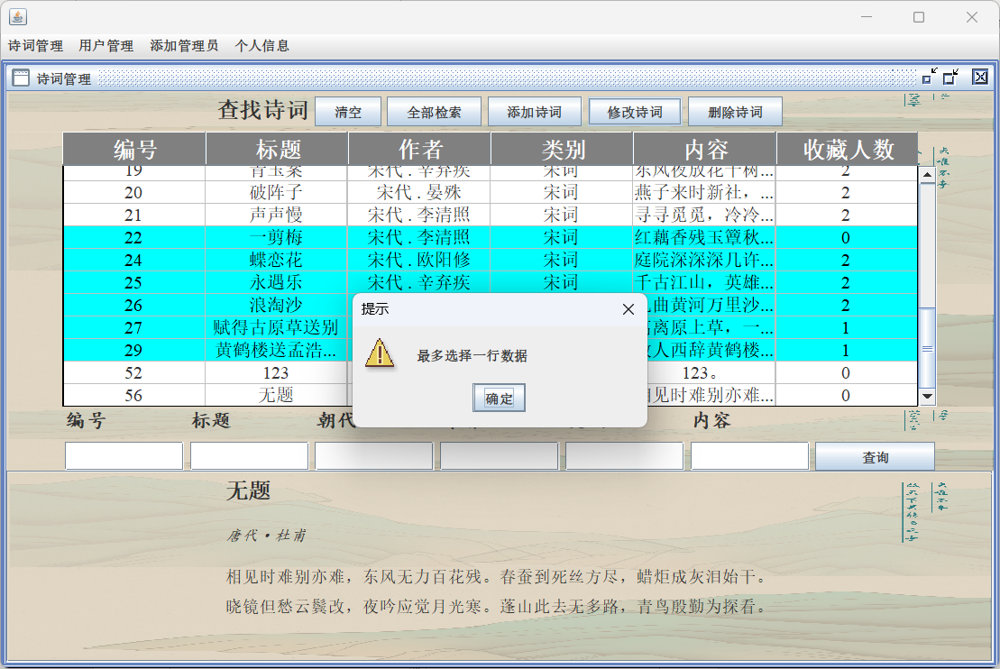 诗词管理 用户管理 添加管理员 个人信息
诗词管理
查找诗词 清空 全部检索 添加诗词 修改诗词 删除诗词
编号 标题 作者 类别 内容 收藏人数
19 青玉案 宋代 . 辛弃疾 宋词 东风夜放花千树... 2
20 破阵子 宋代 . 晏殊 宋词 燕子来时新社，... 2
21 声声慢 宋代 . 李清照 宋词 寻寻觅觅，冷冷... 2
22 一剪梅 宋代 . 李清照 宋词 红藕香残玉簟秋... 0
24 蝶恋花 宋代 . 欧阳修 宋词 庭院深深深几许... 2
25 永遇乐 宋代 . 辛弃疾 宋词 千古江山，英雄... 2
26 浪淘沙 曲黄河万里沙... 2
27 赋得古原草送别 离原上草，一... 1
29 黄鹤楼送孟浩... 人西辞黄鹤楼... 1
52 123 123。 0
56 无题 见时难别亦难... 0
提示
最多选择一行数据
确定
编号 标题 朝代 内容
查询
无题
唐代·杜甫
相见时难别亦难，东风无力百花残。春蚕到死丝方尽，蜡炬成灰泪始干。
晓镜但愁云鬓改，夜吟应觉月光寒。蓬山此去无多路，青鸟殷勤为探看。